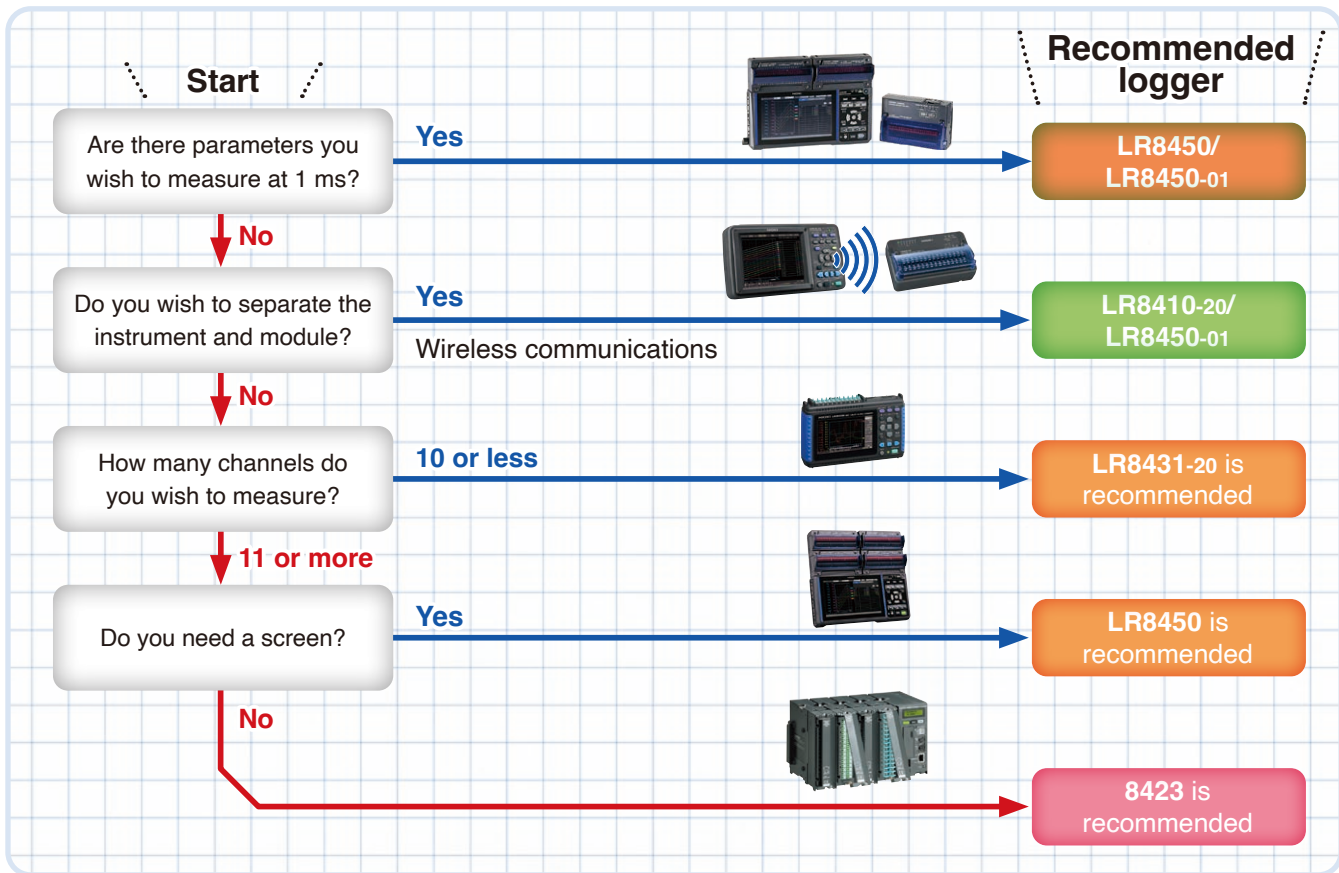 Start
Recommended
logger
Are there parameters you
wish to measure at 1 ms?
Yes
LR8450/
LR8450-01
No
Do you wish to separate the
instrument and module?
Yes
Wireless communications
LR8410-20/
LR8450-01
No
How many channels do
you wish to measure?
10 or less
LR8431-20 is
recommended
11 or more
Do you need a screen?
Yes
LR8450 is
recommended
No
8423 is
recommended